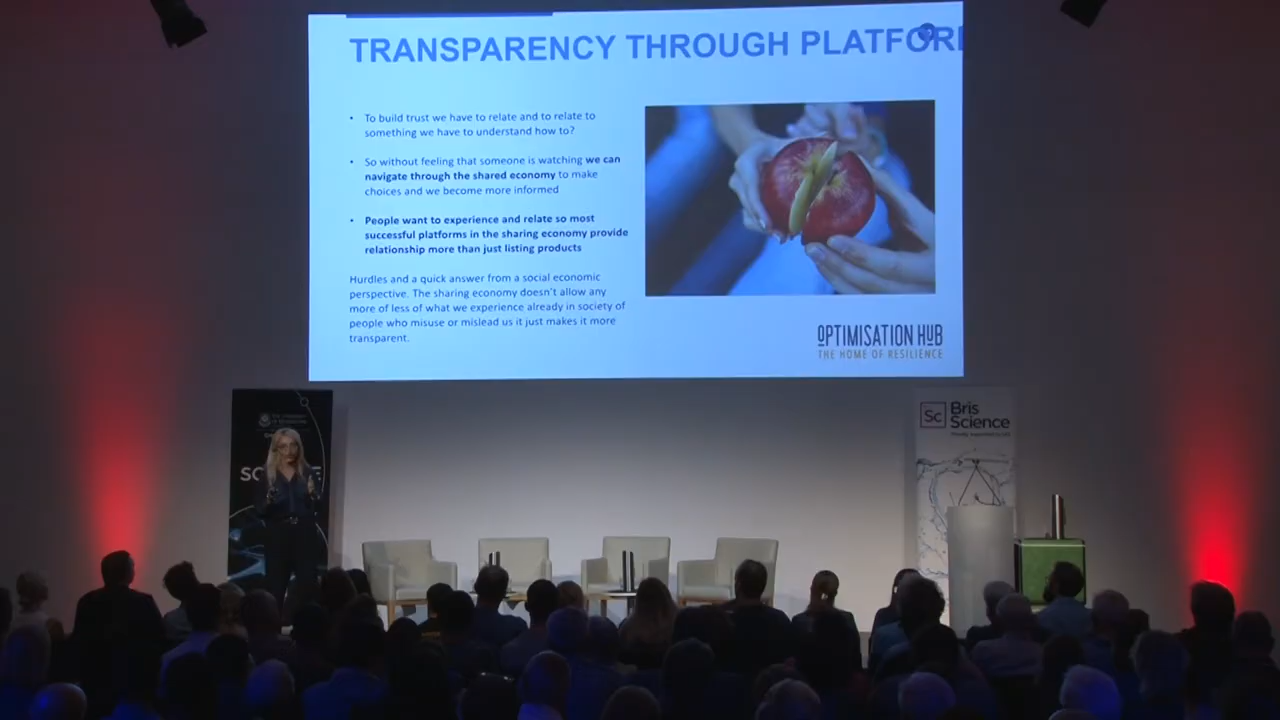 TRANSPARENCY THROUGH PLATFOR
• To build trust we have to relate and to relate to
something we have to understand how to?
• So without feeling that someone is watching we can
navigate through the shared economy to make
choices and we become more informed
• People want to experience and relate so most
successful platforms in the sharing economy provide
relationship more than just listing products
Hurdles and a quick answer from a social economic
perspective. The sharing economy doesn't allow any
more of less of what we experience already in society of
people who misuse or mislead us it just makes it more
transparent.
OPTIMISATION HUB
THE HOME OF RESILIENCE
Sc
Bris
Science